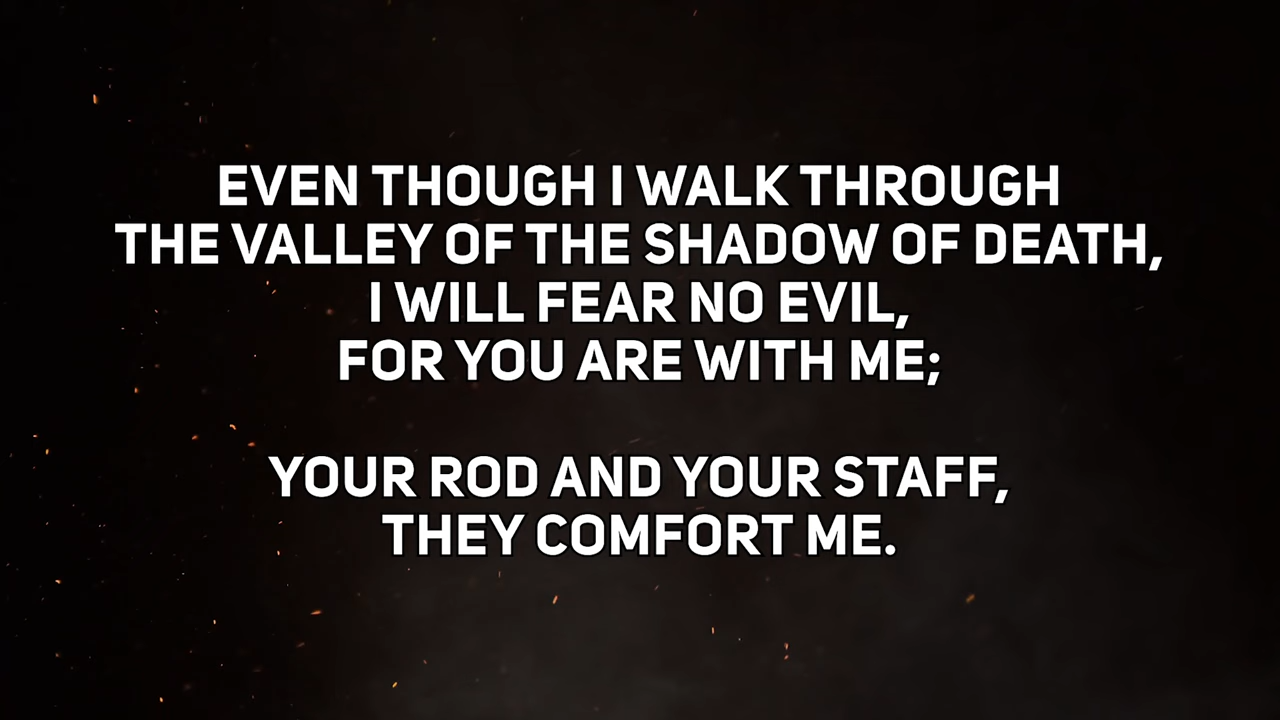 EVEN THOUGH I WALK THROUGH
THE VALLEY OF THE SHADOW OF DEATH,
I WILL FEAR NO EVIL,
FOR YOU ARE WITH ME;
YOUR ROD AND YOUR STAFF,
THEY COMFORT ME.